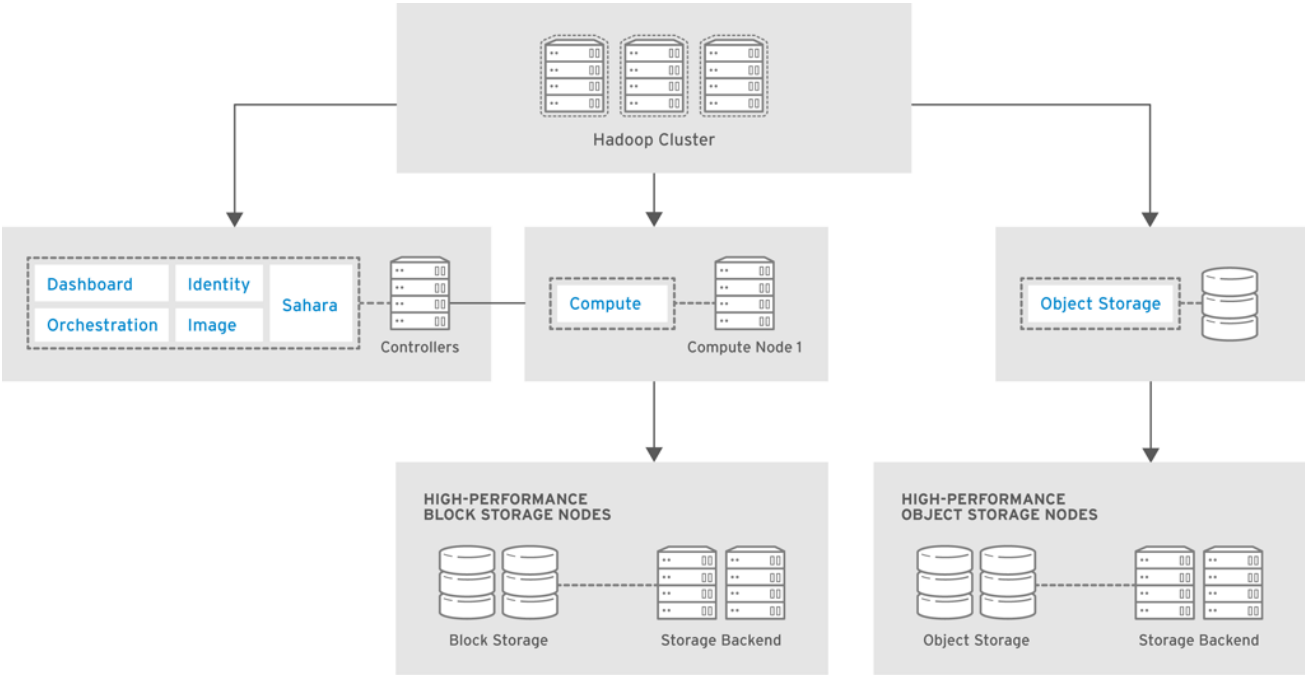 Hadoop Cluster
Dashboard
Identity
Sahara
Orchestration
Image
Controllers
Compute
Compute Node 1
Object Storage
HIGH-PERFORMANCE
BLOCK STORAGE NODES
Block Storage
Storage Backend
HIGH-PERFORMANCE
OBJECT STORAGE NODES
Object Storage
Storage Backend